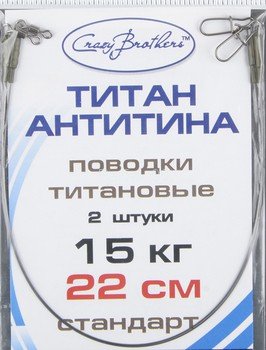 Crazy Brothers™
ТИТАН
АНТИТИНА
поводки
титановые
2 штуки
15 кг
22 см
стандарт